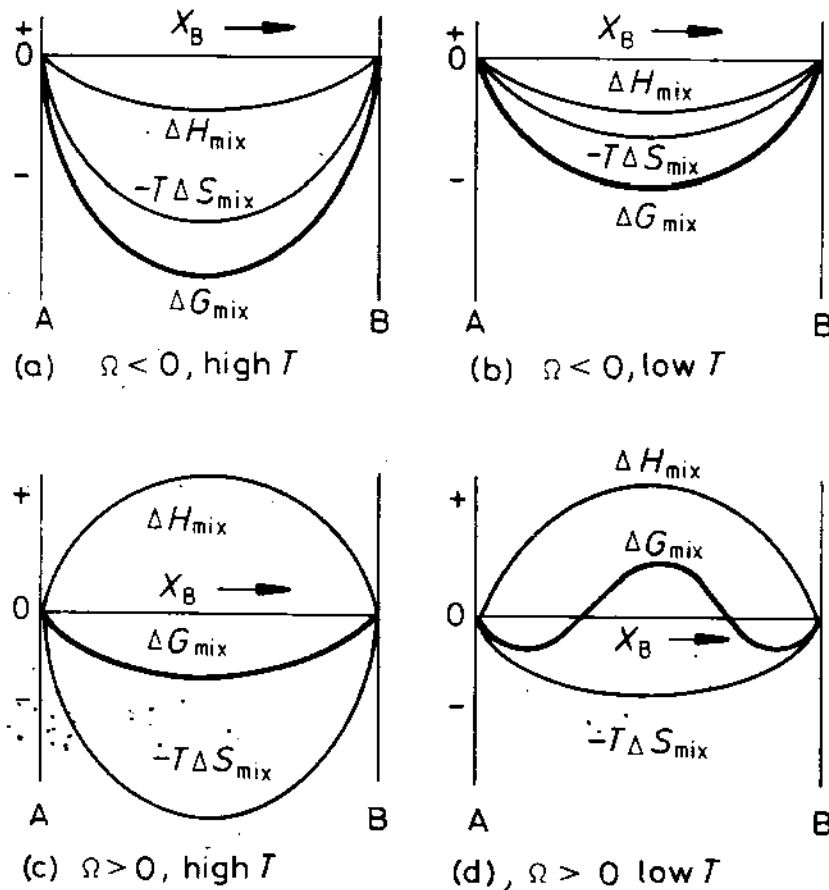 +
X_B
0
ΔH_mix
-TΔS_mix
-
ΔG_mix
A B
(a) Ω < 0, high T
+
X_B
0
ΔH_mix
-TΔS_mix
-
ΔG_mix
A B
(b) Ω < 0, low T
+
ΔH_mix
X_B
0
ΔG_mix
-
-TΔS_mix
A B
(c) Ω > 0, high T
ΔH_mix
+
ΔG_mix
0
X_B
-
-TΔS_mix
A B
(d), Ω > 0 low T